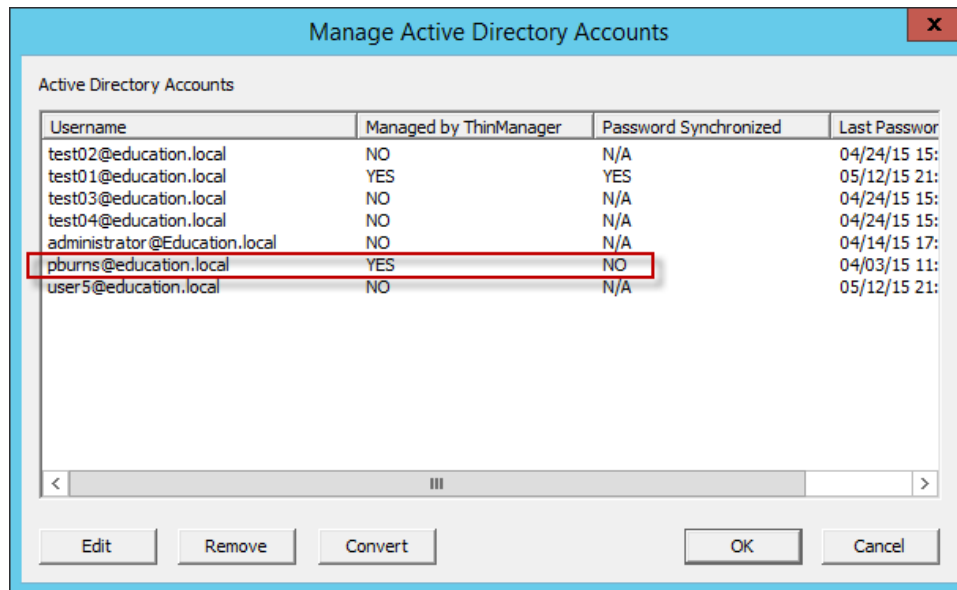 Manage Active Directory Accounts
x
Active Directory Accounts
Username Managed by ThinManager Password Synchronized Last Passwor
test02@education.local NO N/A 04/24/15 15:
test01@education.local YES YES 05/12/15 21:
test03@education.local NO N/A 04/24/15 15:
test04@education.local NO N/A 04/24/15 15:
administrator@Education.local NO N/A 04/14/15 17:
pburns@education.local YES NO 04/03/15 11:
user5@education.local NO N/A 05/12/15 21:
Edit Remove Convert OK Cancel